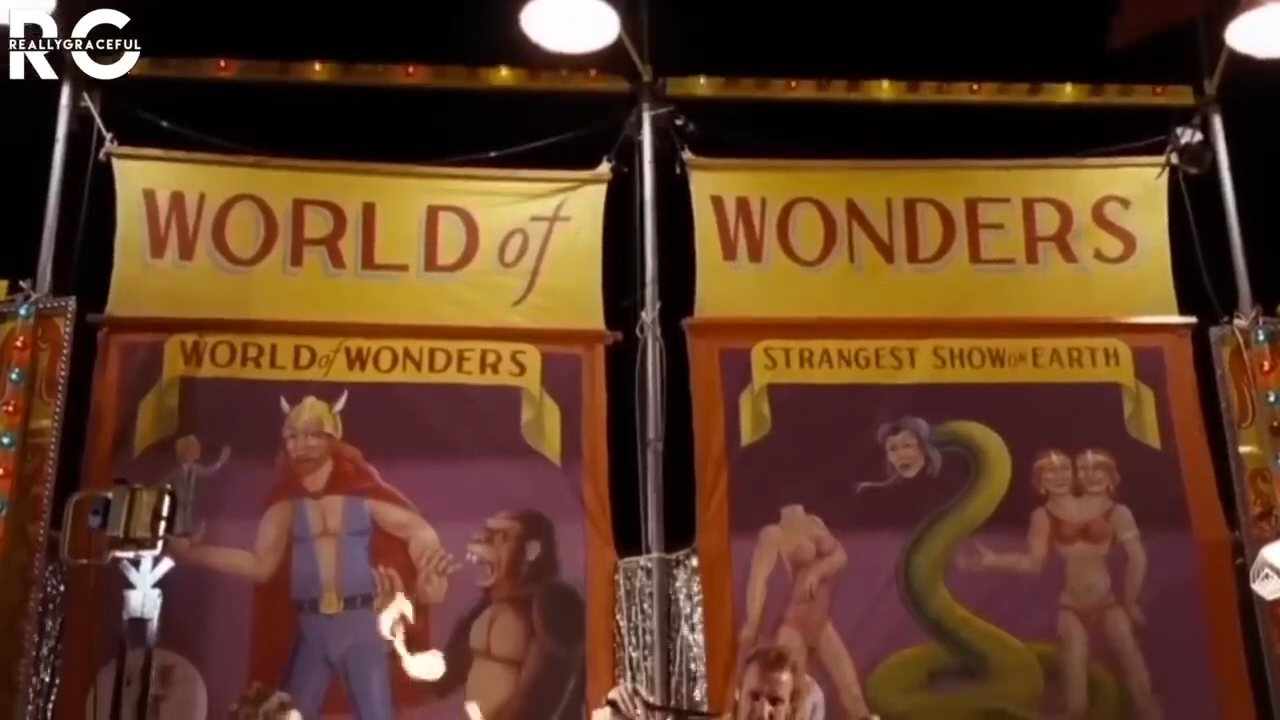 RG
REALLYGRACEFUL
WORLD of
WONDERS
WORLD of WONDERS
STRANGEST SHOW ON EARTH